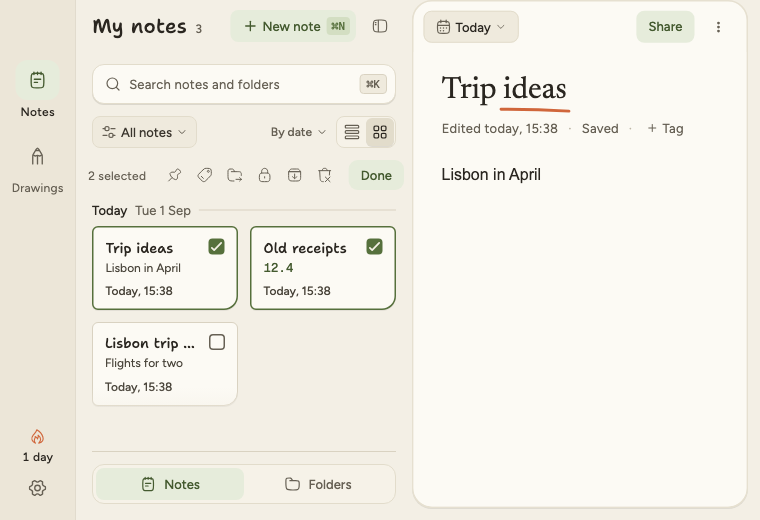 My notes 3
New note ⌘N
Today
Share
Search notes and folders ⌘K
Notes
Drawings
All notes
By date
2 selected
Done
Today Tue 1 Sep
Trip ideas
Lisbon in April
Today, 15:38
Old receipts
12.4
Today, 15:38
Lisbon trip ...
Flights for two
Today, 15:38
1 day
Notes
Folders
Trip ideas
Edited today, 15:38 · Saved · + Tag
Lisbon in April